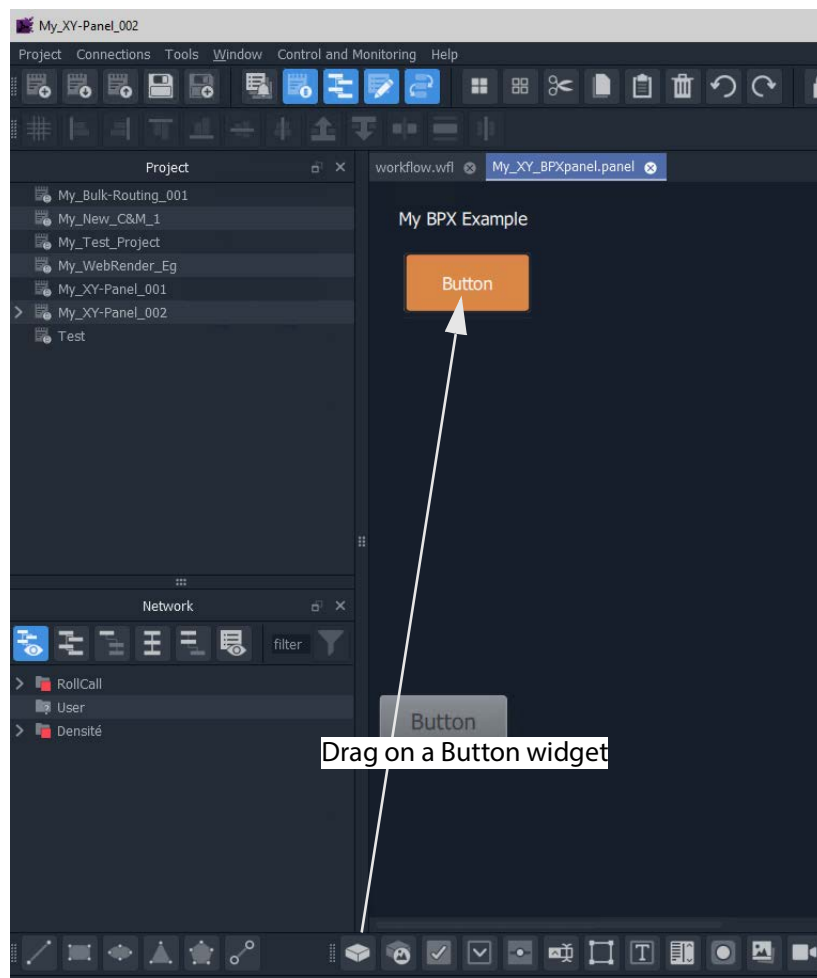 My_XY-Panel_002
Project Connections Tools Window Control and Monitoring Help
Project
workflow.wfl My_XY_BPXpanel.panel
My_Bulk-Routing_001
My_New_C&M_1
My_Test_Project
My_WebRender_Eg
My_XY-Panel_001
My_XY-Panel_002
Test
My BPX Example
Button
Network
filter
RollCall
User
Densité
Button
Drag on a Button widget
T